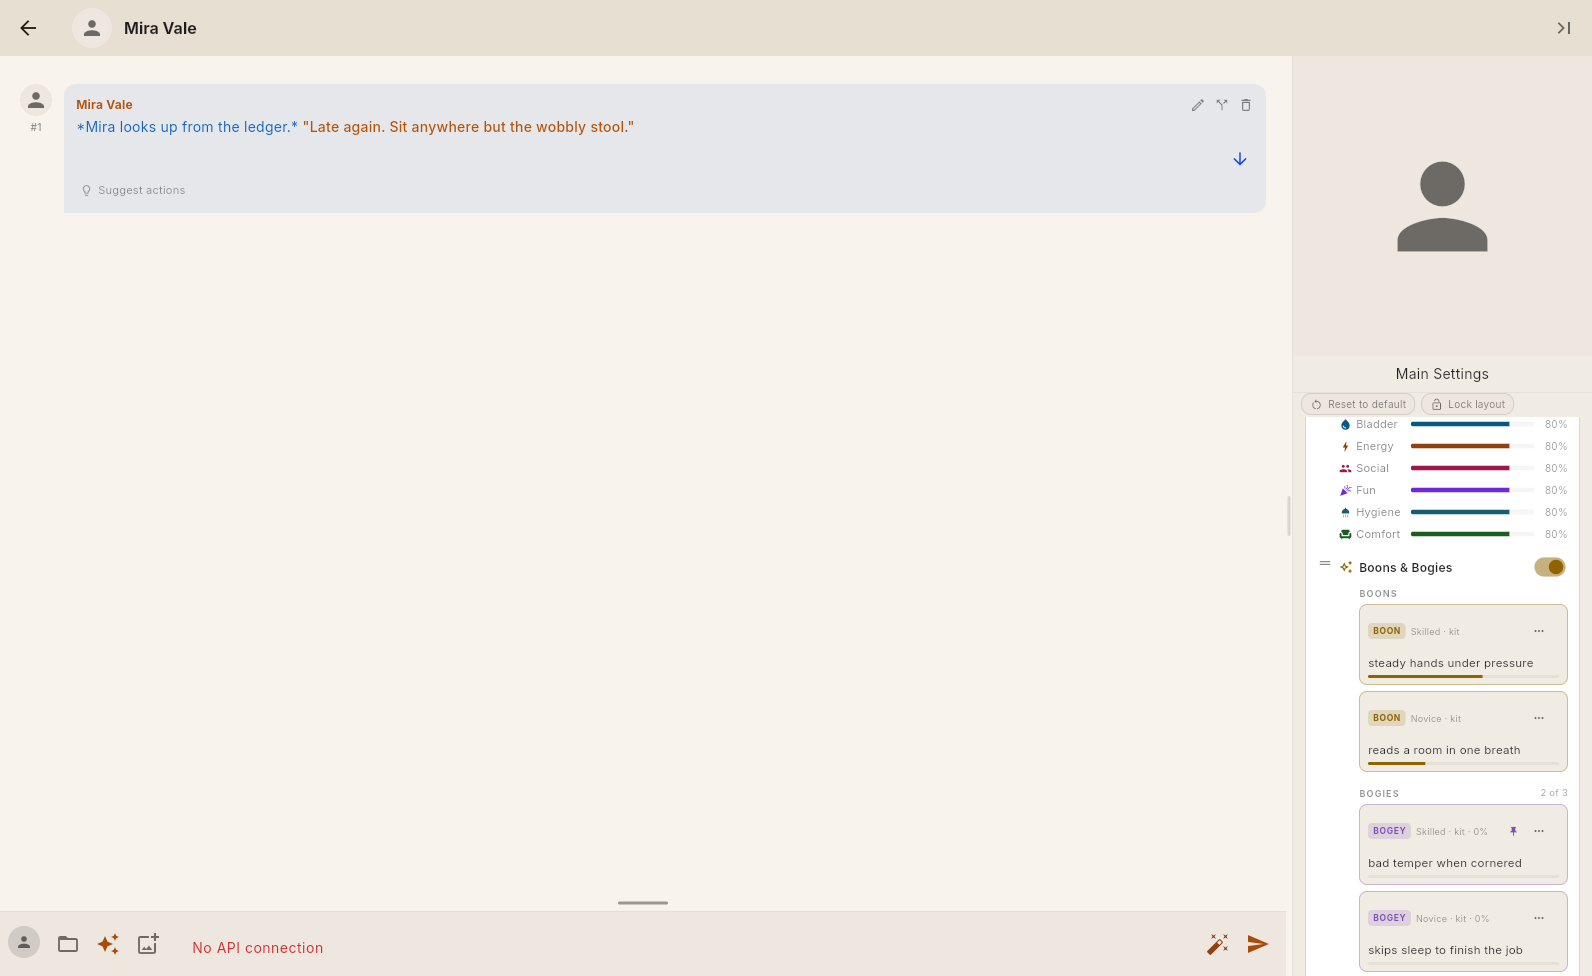 Mira Vale
Mira Vale
#1
*Mira looks up from the ledger.* "Late again. Sit anywhere but the wobbly stool."
Suggest actions
Main Settings
Reset to default
Lock layout
Bladder 80%
Energy 80%
Social 80%
Fun 80%
Hygiene 80%
Comfort 80%
Boons & Bogies
BOONS
BOON Skilled · kit
steady hands under pressure
BOON Novice · kit
reads a room in one breath
BOGIES 2 of 3
BOGEY Skilled · kit · 0%
bad temper when cornered
BOGEY Novice · kit · 0%
skips sleep to finish the job
No API connection